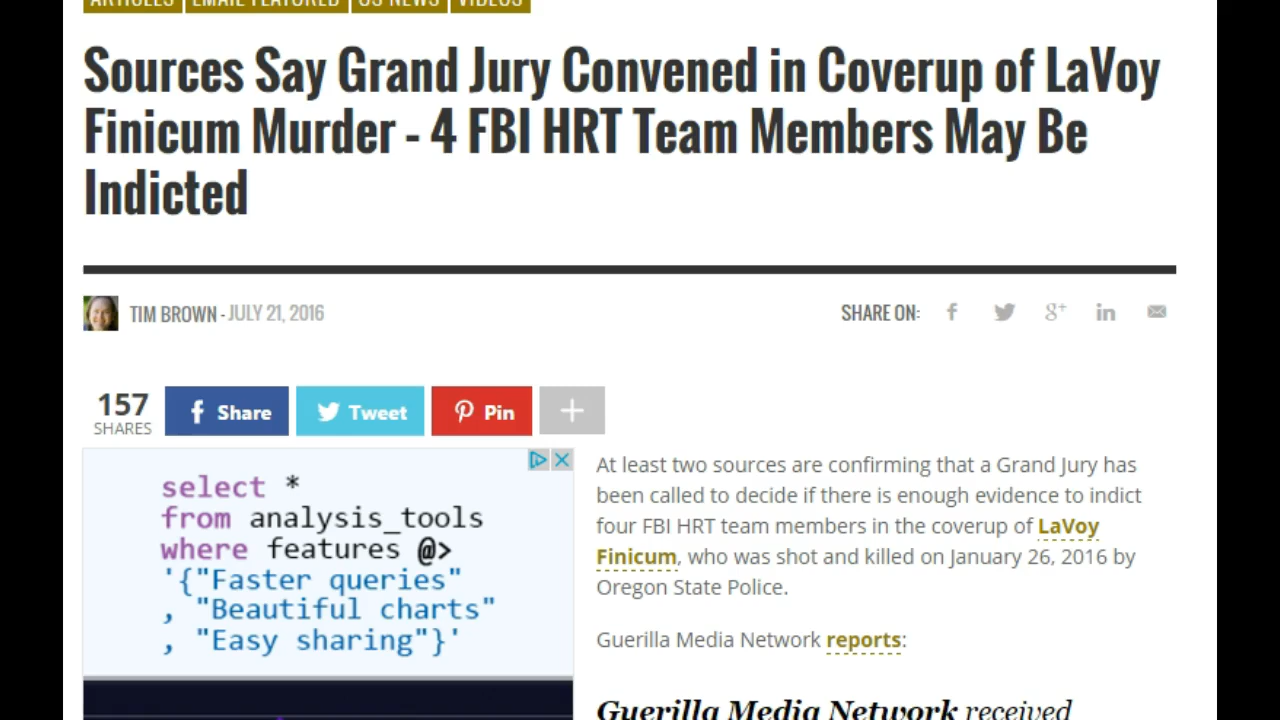 ARTICLES EMAIL FEATURED US NEWS VIDEOS
Sources Say Grand Jury Convened in Coverup of LaVoy
Finicum Murder - 4 FBI HRT Team Members May Be
Indicted
TIM BROWN - JULY 21, 2016
SHARE ON:
157
SHARES
Share
Tweet
Pin
select *
from analysis_tools
where features @>
'{"Faster queries"
, "Beautiful charts"
, "Easy sharing"}'
At least two sources are confirming that a Grand Jury has
been called to decide if there is enough evidence to indict
four FBI HRT team members in the coverup of LaVoy
Finicum, who was shot and killed on January 26, 2016 by
Oregon State Police.
Guerilla Media Network reports:
Guerilla Media Network received